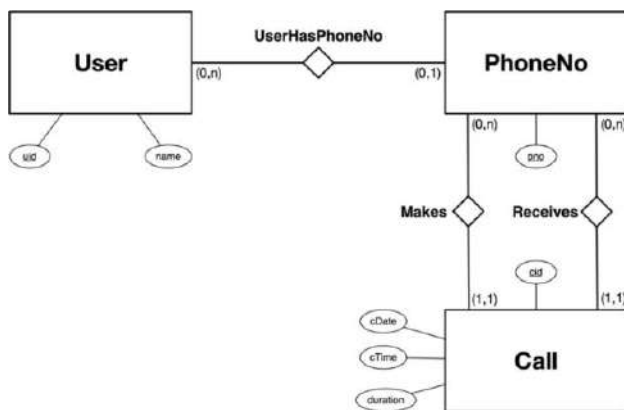 UserHasPhoneNo
User
PhoneNo
(0,n)
(0,1)
uid
name
(0,n)
(0,n)
pno
Makes
Receives
cid
(1,1)
(1,1)
cDate
cTime
Call
duration